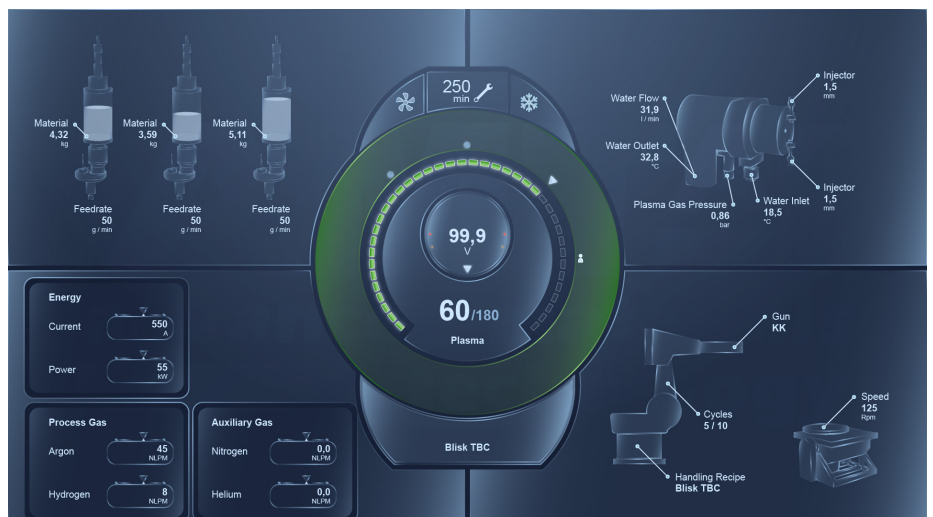 Material
4,32
kg
Material
3,59
kg
Material
5,11
kg
Feedrate
50
g / min
Feedrate
50
g / min
Feedrate
50
g / min
250
min
99,9
V
60/180
Plasma
Blisk TBC
Injector
1,5
mm
Water Flow
31,9
l / min
Water Outlet
32,8
°C
Plasma Gas Pressure
0,86
bar
Water Inlet
18,5
°C
Injector
1,5
mm
Energy
Current
550
A
Power
55
kW
Process Gas
Argon
45
NLPM
Hydrogen
8
NLPM
Auxiliary Gas
Nitrogen
0,0
NLPM
Helium
0,0
NLPM
Gun
KK
Cycles
5 / 10
Handling Recipe
Blisk TBC
Speed
125
Rpm